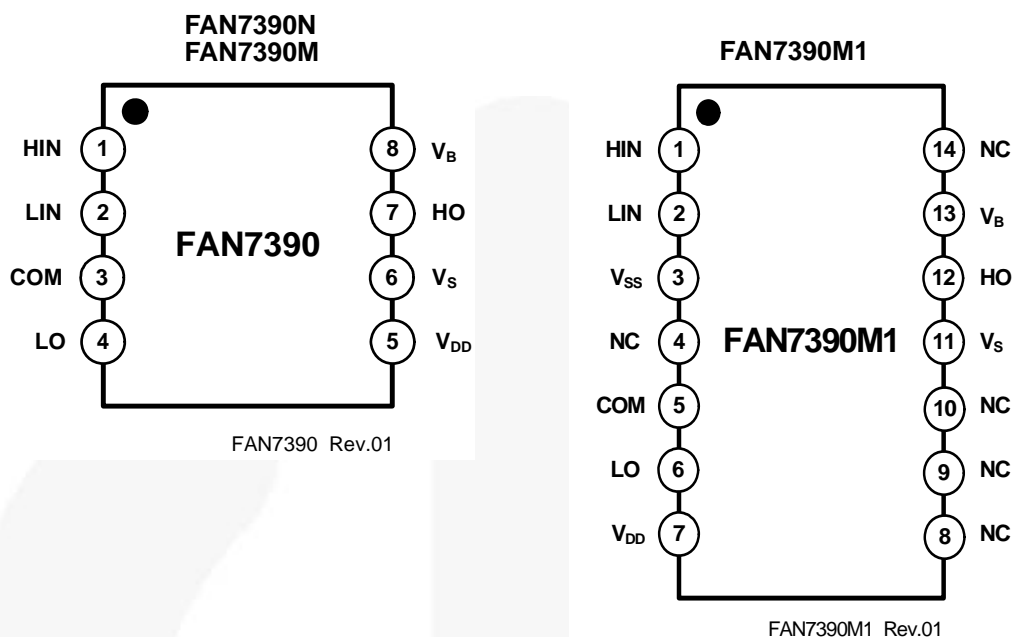 FAN7390N
FAN7390M
HIN 1
LIN 2
COM 3
LO 4
FAN7390
8 VB
7 HO
6 VS
5 VDD
FAN7390 Rev.01
FAN7390M1
HIN 1
LIN 2
VSS 3
NC 4
COM 5
LO 6
VDD 7
FAN7390M1
14 NC
13 VB
12 HO
11 VS
10 NC
9 NC
8 NC
FAN7390M1 Rev.01